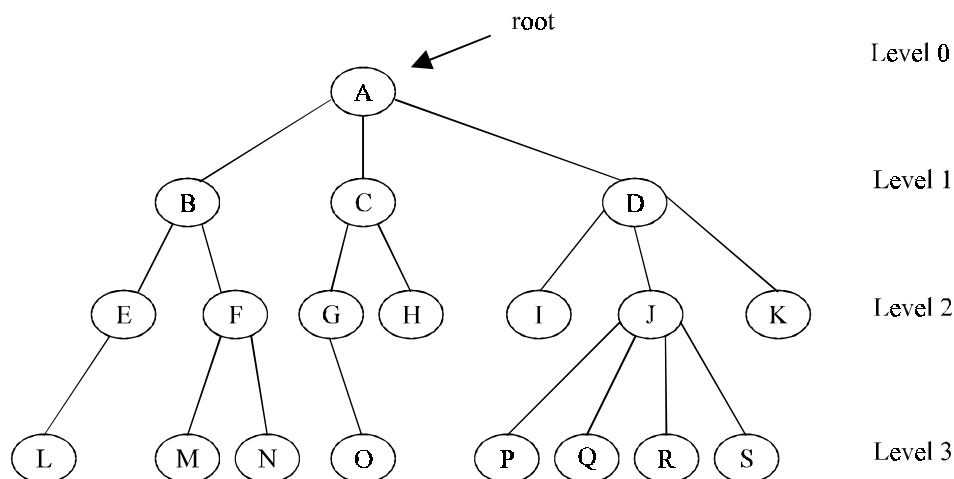 root
Level 0
A
Level 1
B C D
Level 2
E F G H I J K
Level 3
L M N O P Q R S